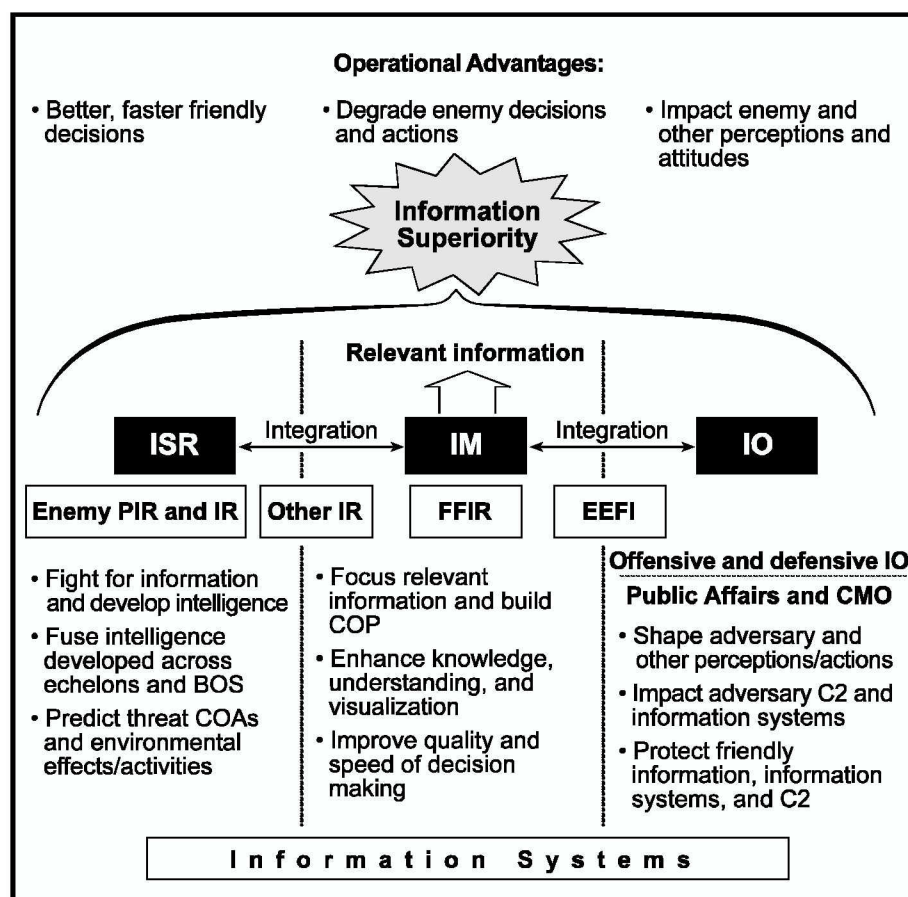 Operational Advantages:
• Better, faster friendly
decisions
• Degrade enemy decisions
and actions
• Impact enemy and
other perceptions and
attitudes
Information
Superiority
Relevant information
ISR
Integration
IM
Integration
IO
Enemy PIR and IR
Other IR
FFIR
EEFI
• Fight for information
and develop intelligence
• Fuse intelligence
developed across
echelons and BOS
• Predict threat COAs
and environmental
effects/activities
• Focus relevant
information and build
COP
• Enhance knowledge,
understanding, and
visualization
• Improve quality and
speed of decision
making
Offensive and defensive IO
Public Affairs and CMO
• Shape adversary and
other perceptions/actions
• Impact adversary C2 and
information systems
• Protect friendly
information, information
systems, and C2
Information Systems